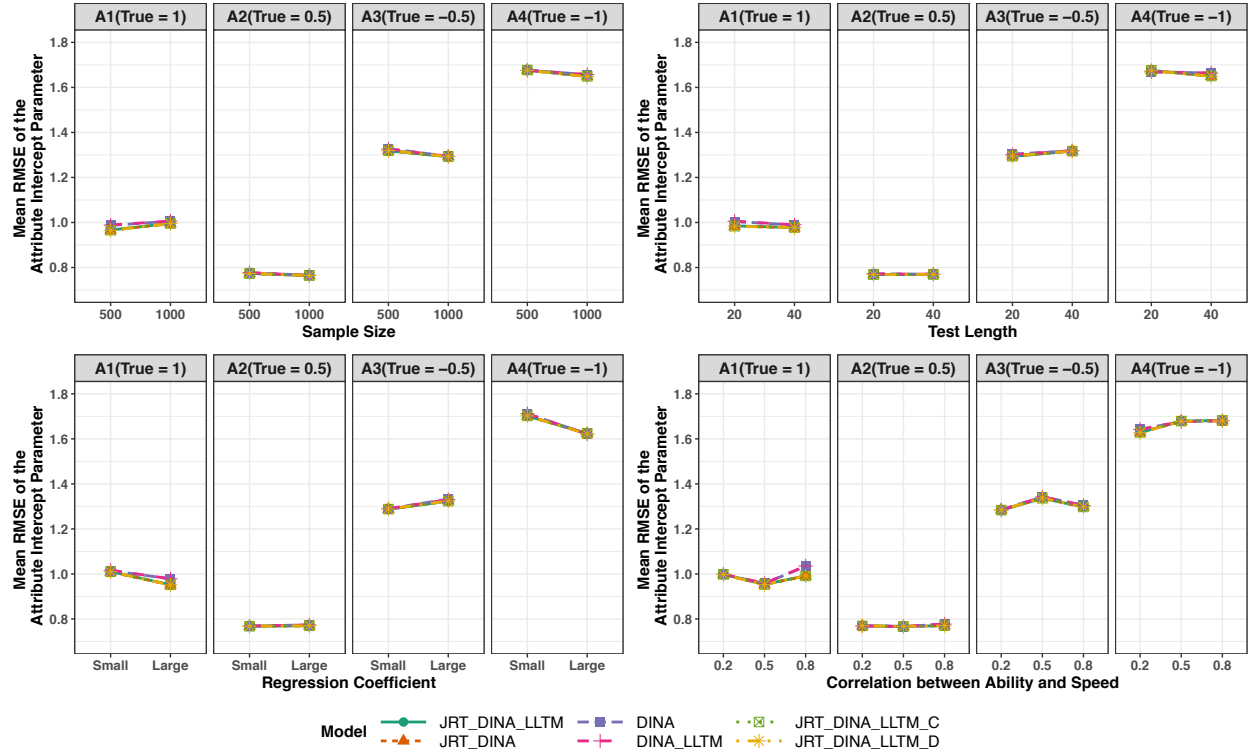 A1(True = 1) A2(True = 0.5) A3(True = −0.5) A4(True = −1)
Mean RMSE of the
Attribute Intercept Parameter
1.8
1.6
1.4
1.2
1.0
0.8
500 1000 500 1000 500 1000 500 1000
Sample Size
A1(True = 1) A2(True = 0.5) A3(True = −0.5) A4(True = −1)
Mean RMSE of the
Attribute Intercept Parameter
1.8
1.6
1.4
1.2
1.0
0.8
20 40 20 40 20 40 20 40
Test Length
A1(True = 1) A2(True = 0.5) A3(True = −0.5) A4(True = −1)
Mean RMSE of the
Attribute Intercept Parameter
1.8
1.6
1.4
1.2
1.0
0.8
Small Large Small Large Small Large Small Large
Regression Coefficient
A1(True = 1) A2(True = 0.5) A3(True = −0.5) A4(True = −1)
Mean RMSE of the
Attribute Intercept Parameter
1.8
1.6
1.4
1.2
1.0
0.8
0.2 0.5 0.8 0.2 0.5 0.8 0.2 0.5 0.8 0.2 0.5 0.8
Correlation between Ability and Speed
Model JRT_DINA_LLTM DINA JRT_DINA_LLTM_C
JRT_DINA DINA_LLTM JRT_DINA_LLTM_D